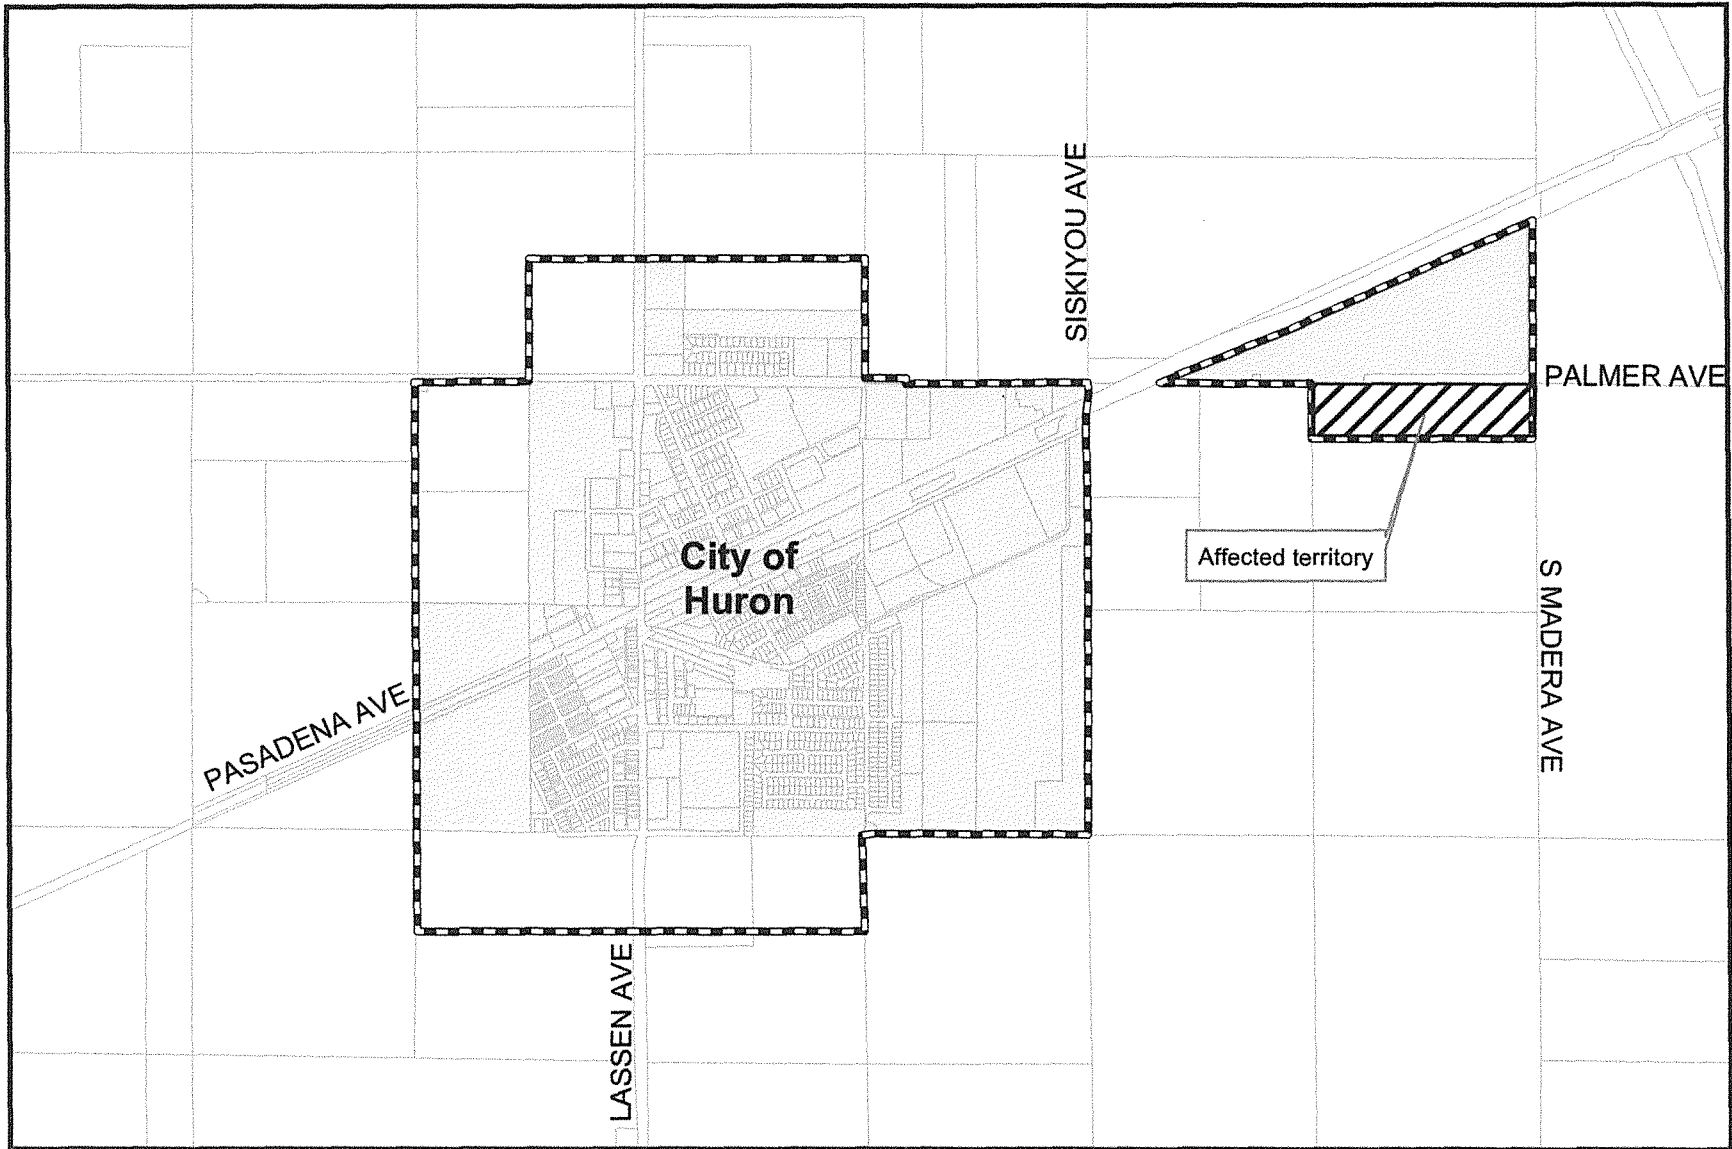 SISKIYOU AVE
PALMER AVE
City of
Huron
Affected territory
S MADERA AVE
PASADENA AVE
LASSEN AVE